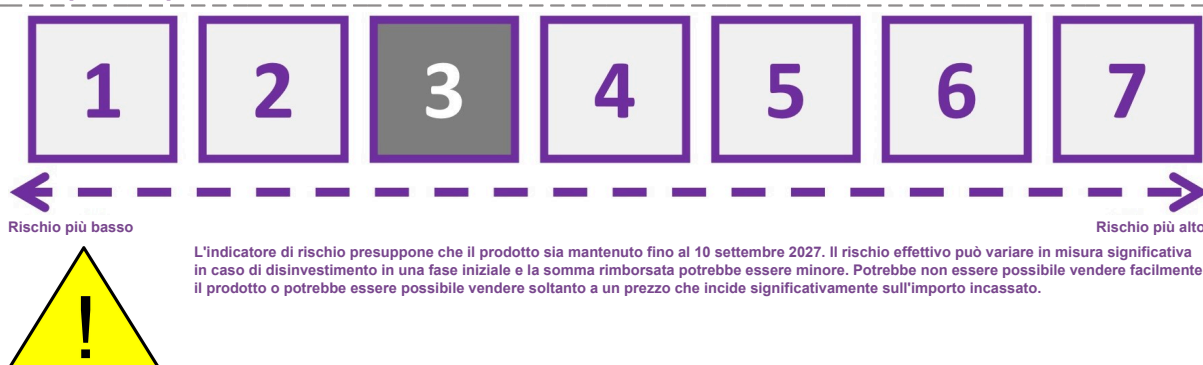 1 2 3 4 5 6 7
Rischio più basso
Rischio più alto
L'indicatore di rischio presuppone che il prodotto sia mantenuto fino al 10 settembre 2027. Il rischio effettivo può variare in misura significativa
in caso di disinvestimento in una fase iniziale e la somma rimborsata potrebbe essere minore. Potrebbe non essere possibile vendere facilmente
il prodotto o potrebbe essere possibile vendere soltanto a un prezzo che incide significativamente sull'importo incassato.
!